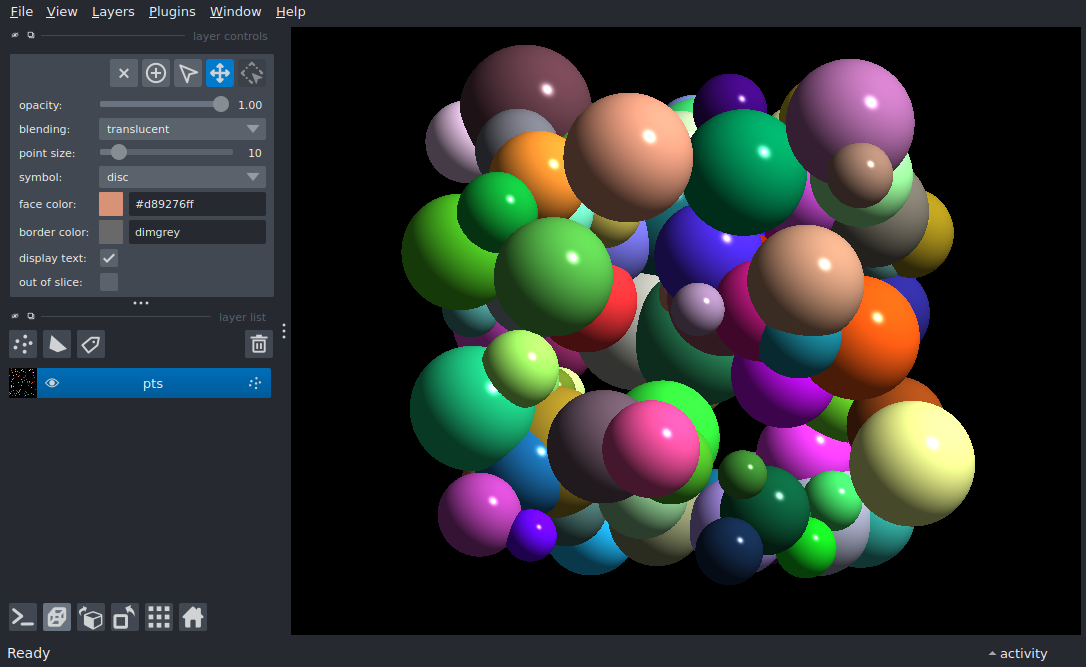 File View Layers Plugins Window Help
layer controls
opacity: 1.00
blending: translucent
point size: 10
symbol: disc
face color: #d89276ff
border color: dimgrey
display text:
out of slice:
layer list
pts
Ready
activity